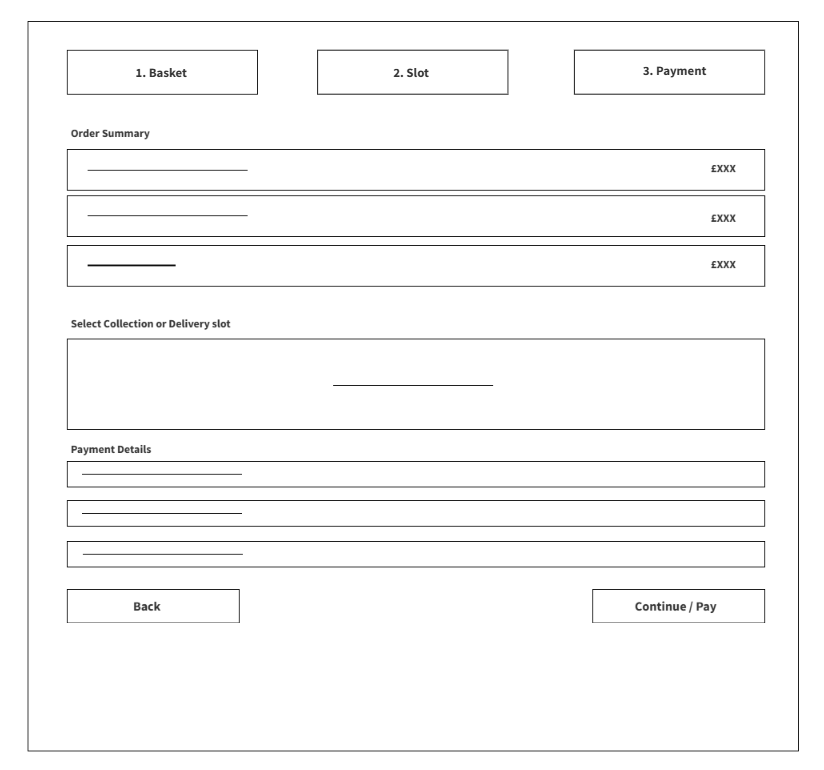 1. Basket
2. Slot
3. Payment
Order Summary
£XXX
£XXX
£XXX
Select Collection or Delivery slot
Payment Details
Back
Continue / Pay